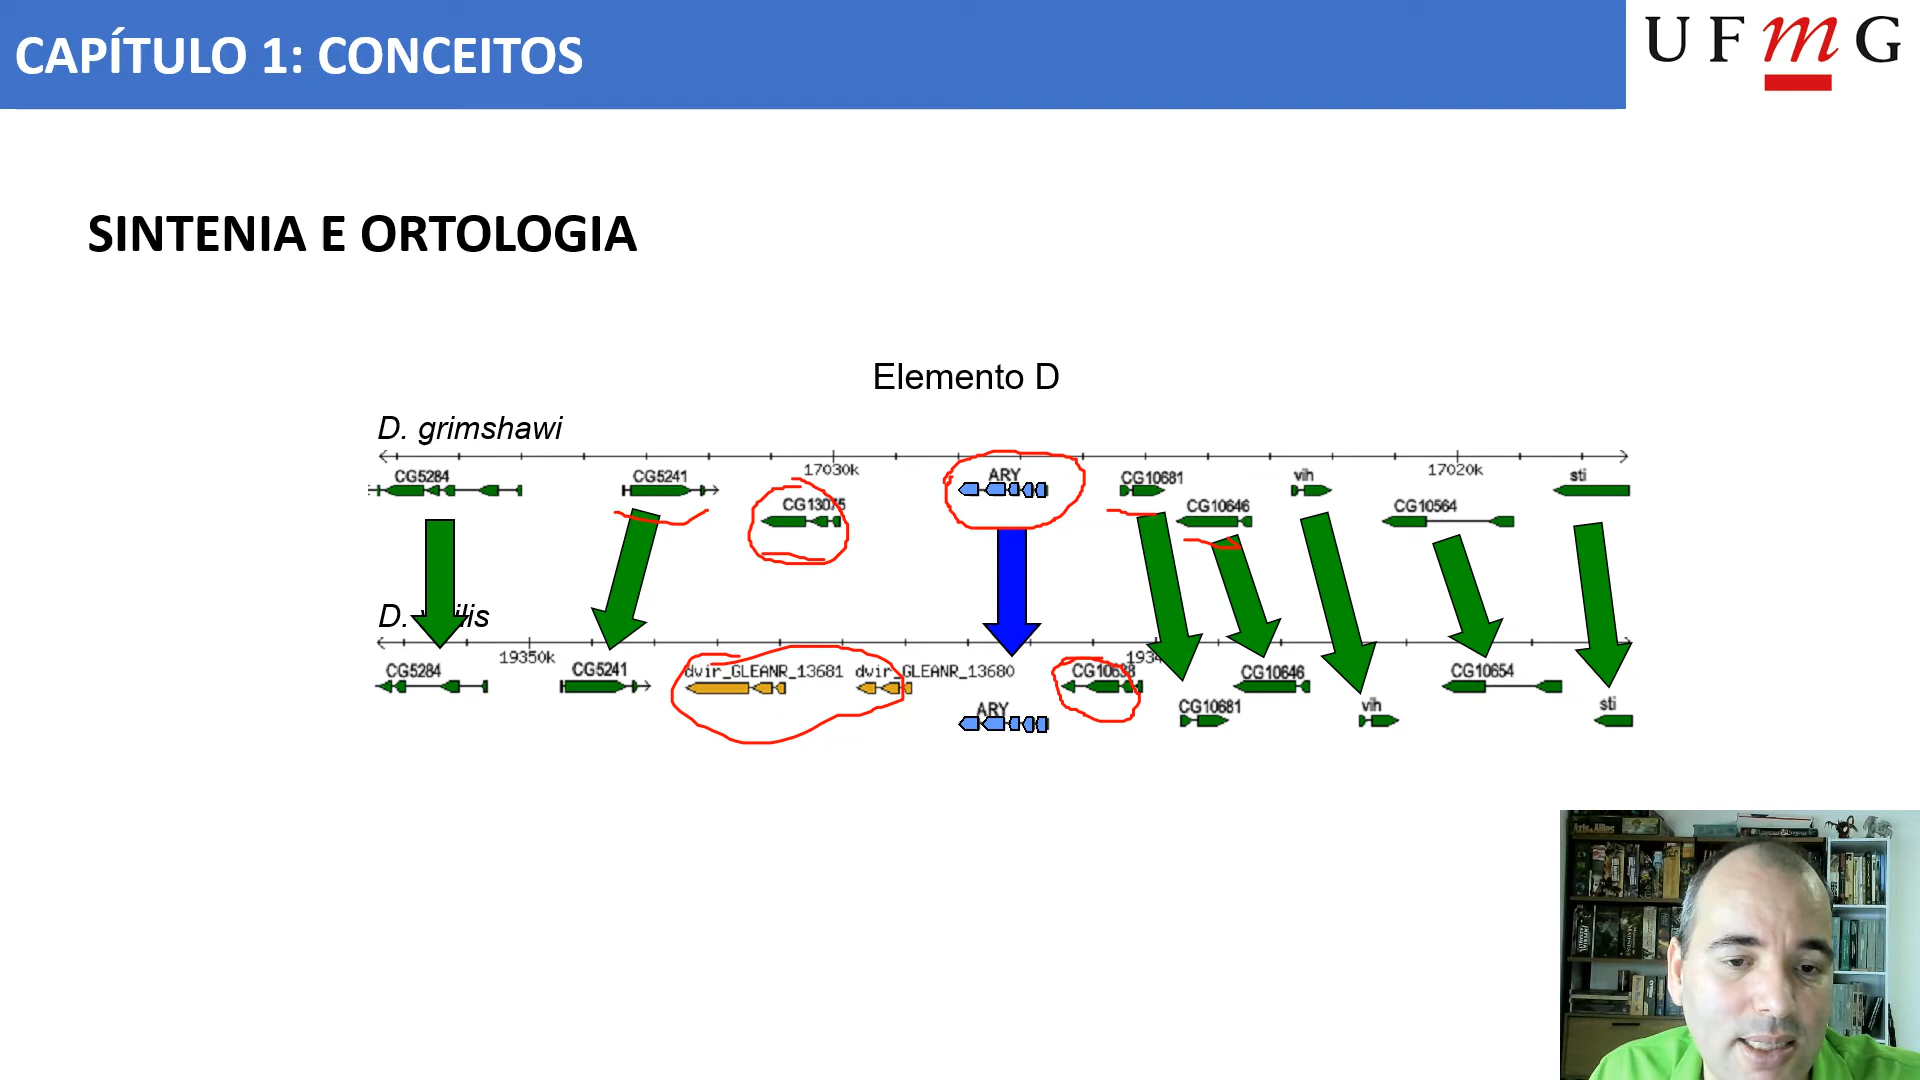 CAPÍTULO 1: CONCEITOS
UFmG
SINTENIA E ORTOLOGIA
Elemento D
D. grimshawi
17030k 17020k
CG5284 CG5241 ARY CG10681 vih sti
CG13075 CG10646 CG10564
D.
19350k
CG5284 CG5241 dvir_GLEANR_13681 dvir_GLEANR_13680 CG10646 CG10654
ARY CG10681 vih sti